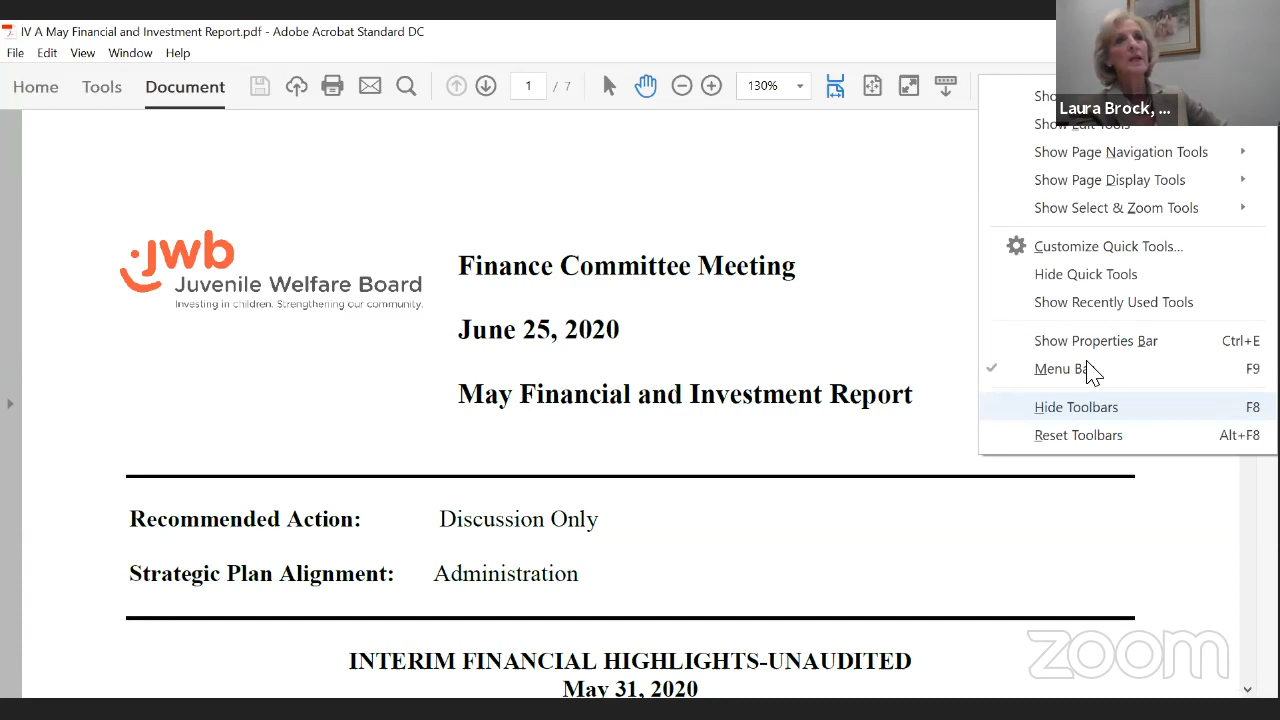 IV A May Financial and Investment Report.pdf - Adobe Acrobat Standard DC
File Edit View Window Help
Home Tools Document 1 / 7 130%
Laura Brock, ...
Show Edit Tools
Show Page Navigation Tools
Show Page Display Tools
Show Select & Zoom Tools
Customize Quick Tools...
Hide Quick Tools
Show Recently Used Tools
Show Properties Bar Ctrl+E
Menu Ba F9
Hide Toolbars F8
Reset Toolbars Alt+F8
jwb
Juvenile Welfare Board
Investing in children. Strengthening our community.
Finance Committee Meeting
June 25, 2020
May Financial and Investment Report
Recommended Action: Discussion Only
Strategic Plan Alignment: Administration
INTERIM FINANCIAL HIGHLIGHTS-UNAUDITED
May 31, 2020
zoom